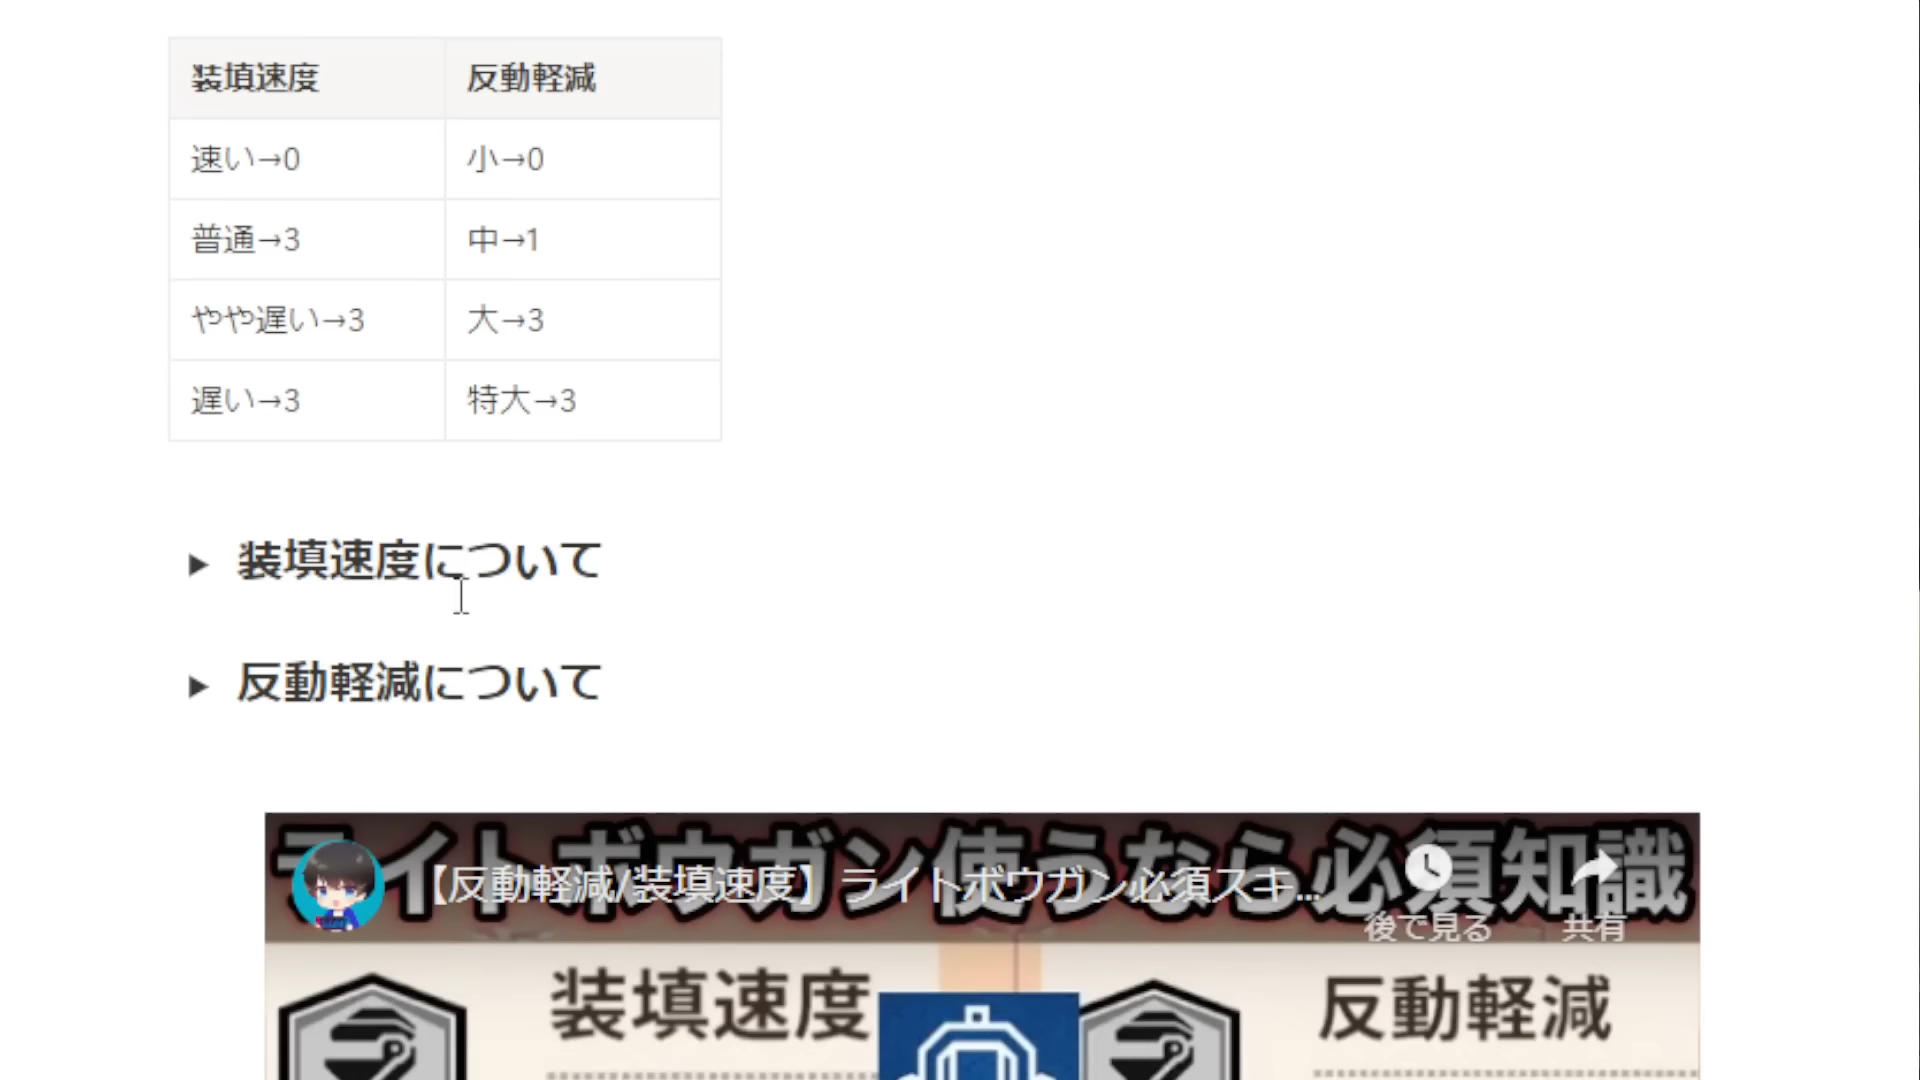 装填速度 反動軽減
速い→0 小→0
普通→3 中→1
やや遅い→3 大→3
遅い→3 特大→3
装填速度について
反動軽減について
ライトボウガン使うなら必須知識
【反動軽減/装填速度】ライトボウガン必須スキ...
後で見る 共有
装填速度 反動軽減